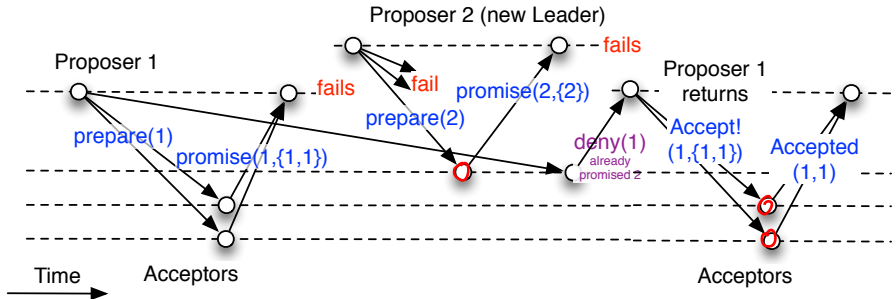 Proposer 2 (new Leader)
Proposer 1
fails
fails
fail
Proposer 1
returns
prepare(1)
promise(1,{1,1})
prepare(2)
promise(2,{2})
deny(1)
already
promised 2
Accept!
(1,{1,1})
Accepted
(1,1)
Time
Acceptors
Acceptors